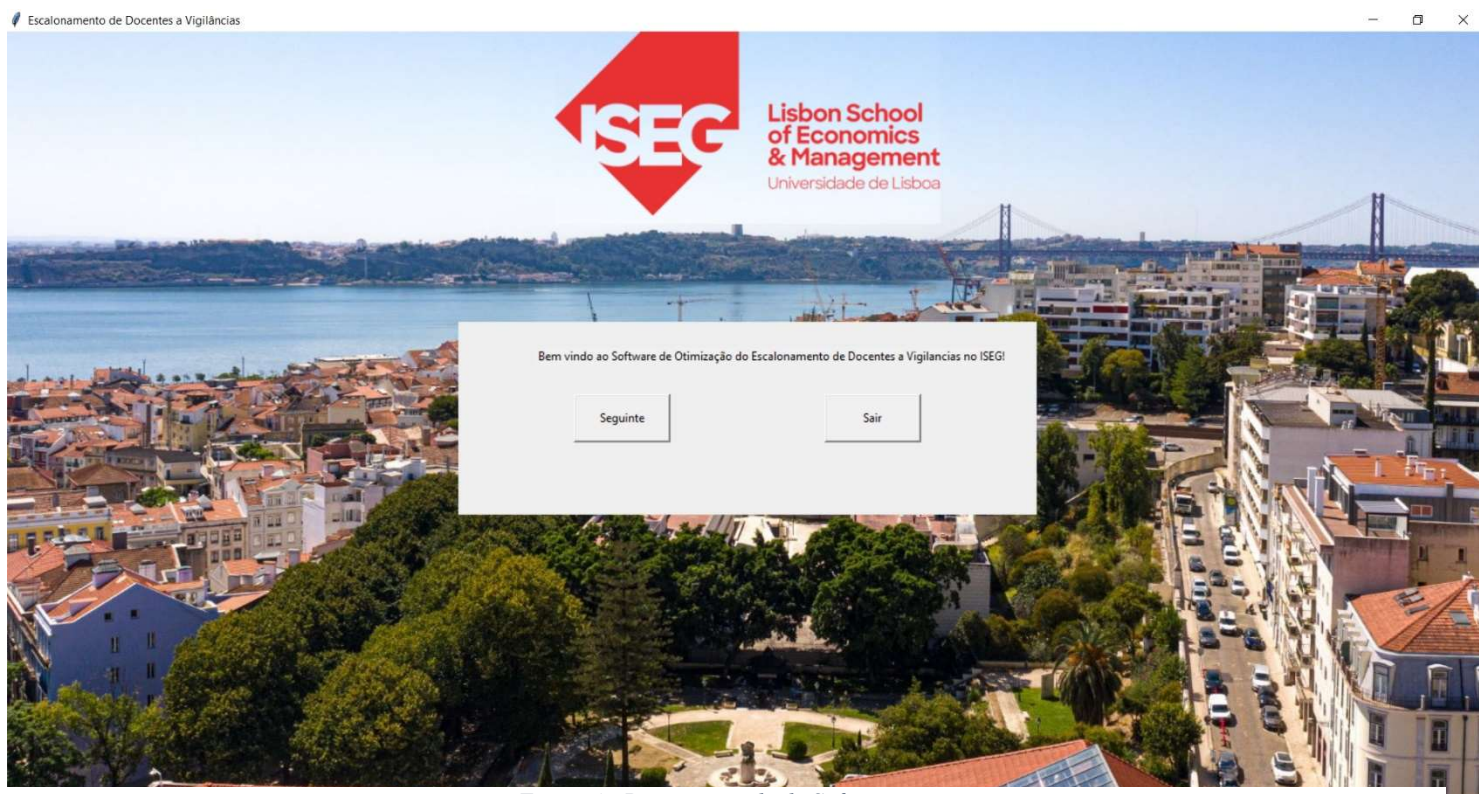 Escalonamento de Docentes a Vigilâncias
ISEG
Lisbon School
of Economics
& Management
Universidade de Lisboa
Bem vindo ao Software de Otimização do Escalonamento de Docentes a Vigilancias no ISEG!
Seguinte
Sair